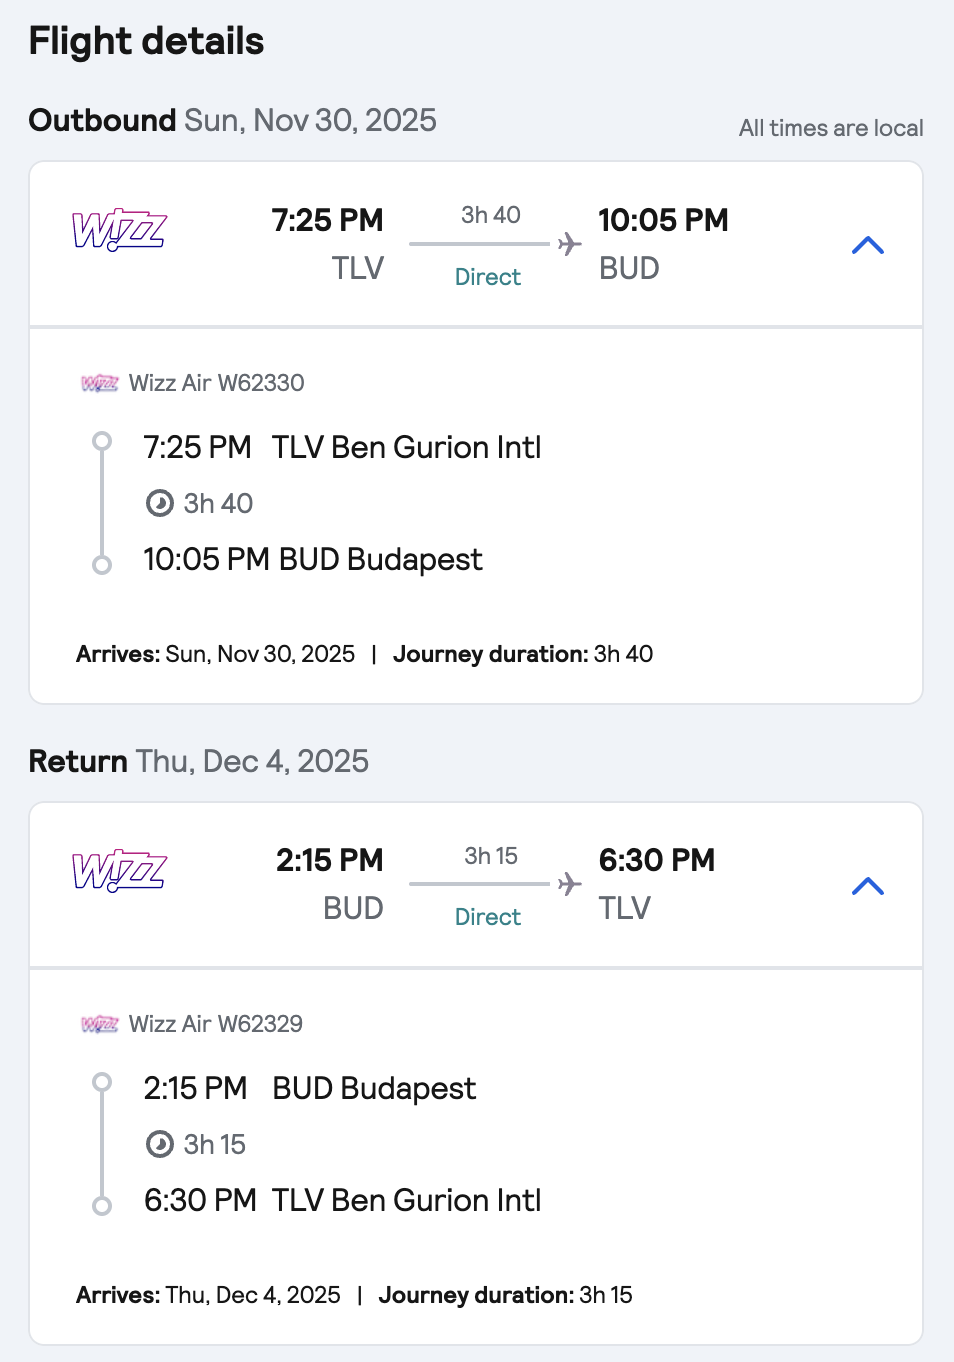 Flight details
Outbound Sun, Nov 30, 2025
All times are local
Wizz
7:25 PM 3h 40 10:05 PM
TLV Direct BUD
Wizz Wizz Air W62330
7:25 PM TLV Ben Gurion Intl
3h 40
10:05 PM BUD Budapest
Arrives: Sun, Nov 30, 2025 | Journey duration: 3h 40
Return Thu, Dec 4, 2025
Wizz
2:15 PM 3h 15 6:30 PM
BUD Direct TLV
Wizz Wizz Air W62329
2:15 PM BUD Budapest
3h 15
6:30 PM TLV Ben Gurion Intl
Arrives: Thu, Dec 4, 2025 | Journey duration: 3h 15